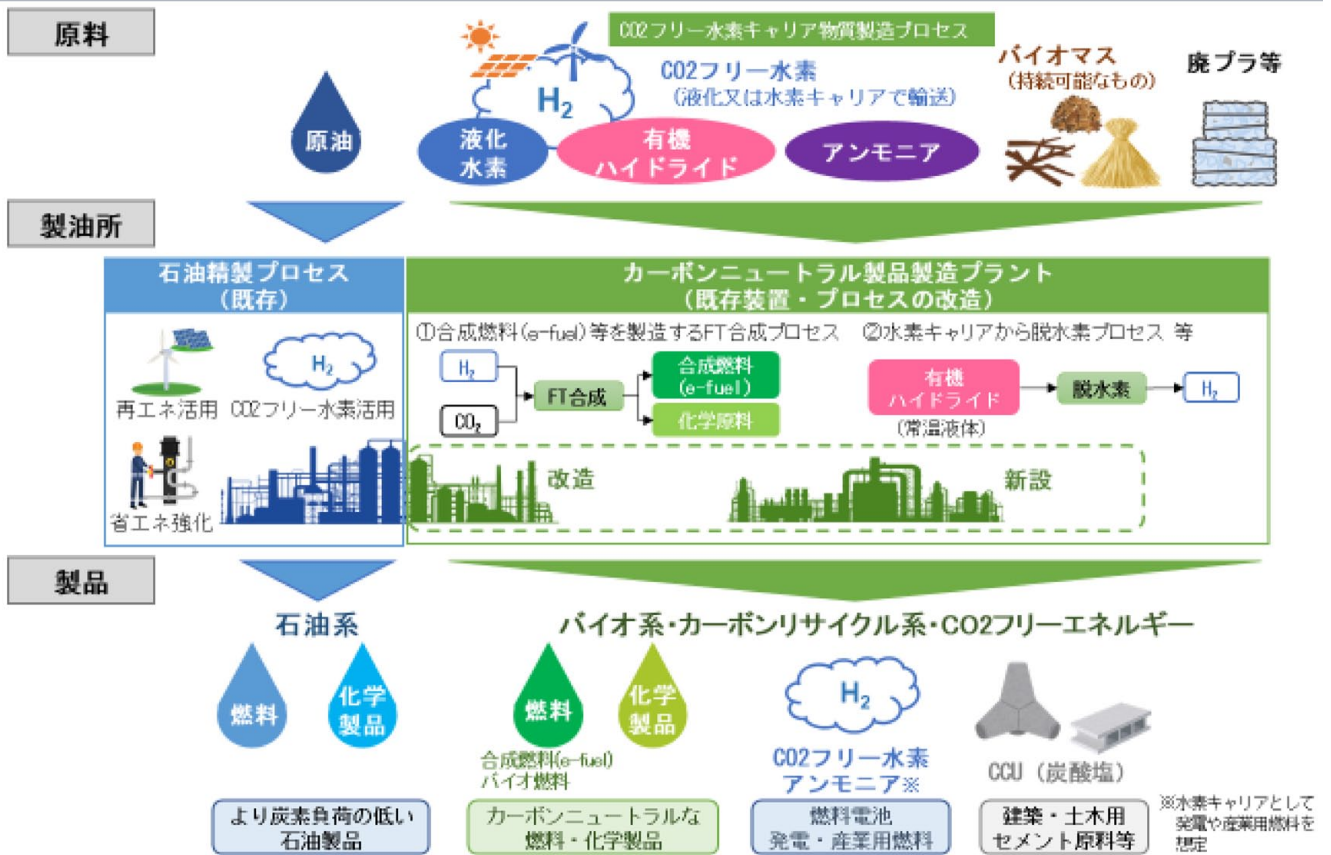 原料
CO2フリー水素キャリア物質製造プロセス
CO2フリー水素
(液化又は水素キャリアで輸送)
H₂
原油
液化
水素
有機
ハイドライド
アンモニア
バイオマス
(持続可能なもの)
廃プラ等
製油所
石油精製プロセス
(既存)
再エネ活用
H₂
CO2フリー水素活用
省エネ強化
カーボンニュートラル製品製造プラント
(既存装置・プロセスの改造)
①合成燃料(e-fuel)等を製造するFT合成プロセス
H₂
CO₂
FT合成
合成燃料
(e-fuel)
化学原料
②水素キャリアから脱水素プロセス 等
有機
ハイドライド
(常温液体)
脱水素
H₂
改造
新設
製品
石油系
燃料
化学
製品
より炭素負荷の低い
石油製品
バイオ系・カーボンリサイクル系・CO2フリーエネルギー
燃料
化学
製品
合成燃料(e-fuel)
バイオ燃料
カーボンニュートラルな
燃料・化学製品
H₂
CO2フリー水素
アンモニア※
燃料電池
発電・産業用燃料
CCU (炭酸塩)
建築・土木用
セメント原料等
※水素キャリアとして
発電や産業用燃料を
想定